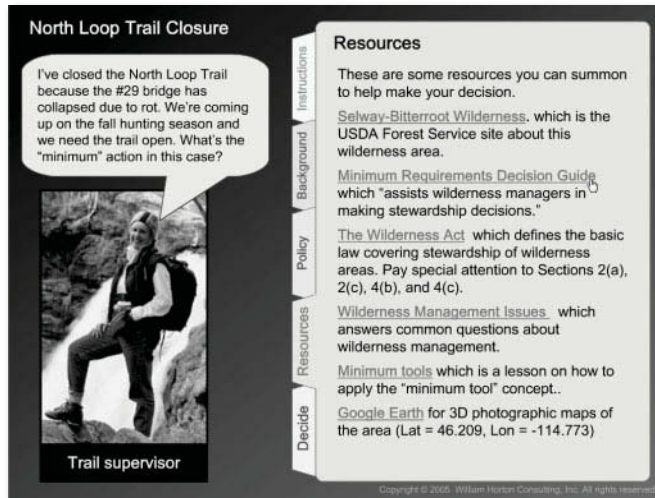 North Loop Trail Closure
I've closed the North Loop Trail
because the #29 bridge has
collapsed due to rot. We're coming
up on the fall hunting season and
we need the trail open. What's the
"minimum" action in this case?
Trail supervisor
Instructions
Background
Policy
Resources
Decide
Resources
These are some resources you can summon
to help make your decision.
Selway-Bitterroot Wilderness. which is the
USDA Forest Service site about this
wilderness area.
Minimum Requirements Decision Guide
which "assists wilderness managers in
making stewardship decisions."
The Wilderness Act which defines the basic
law covering stewardship of wilderness
areas. Pay special attention to Sections 2(a),
2(c), 4(b), and 4(c).
Wilderness Management Issues which
answers common questions about
wilderness management.
Minimum tools which is a lesson on how to
apply the "minimum tool" concept..
Google Earth for 3D photographic maps of
the area (Lat = 46.209, Lon = -114.773)
Copyright © 2005 William Horton Consulting, Inc. All rights reserved